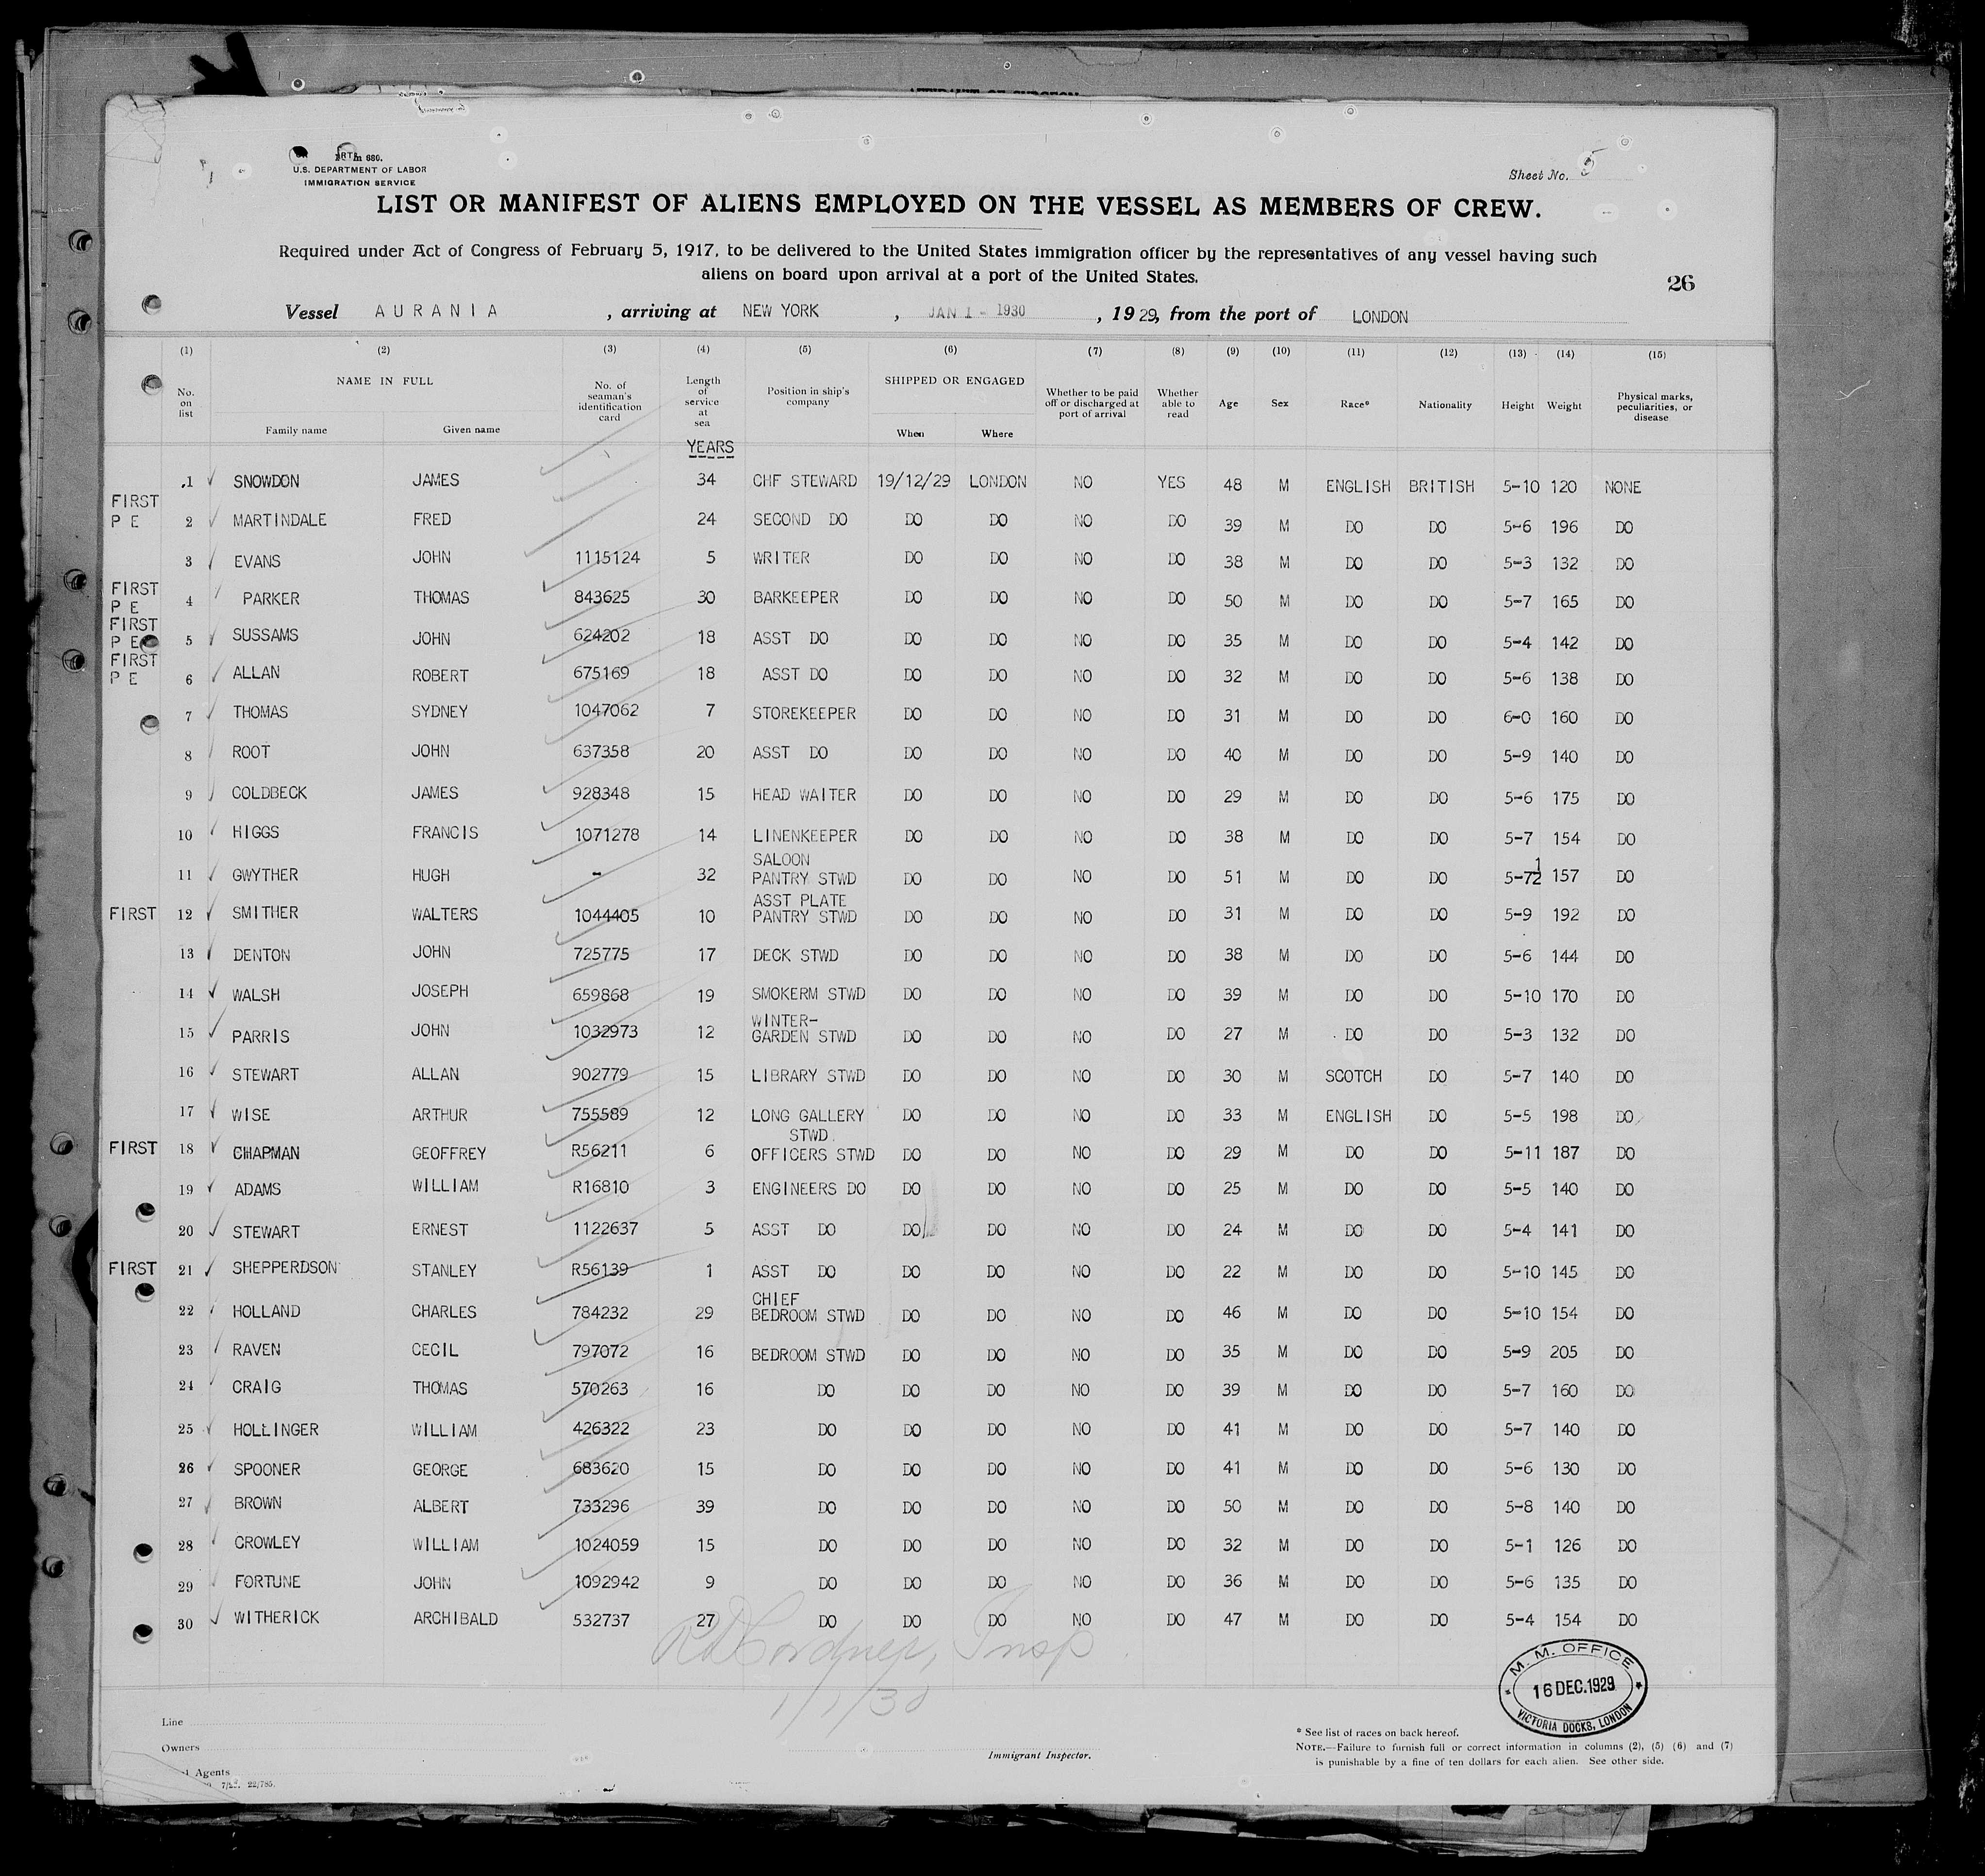 AFFIDAVIT OF SURGEON
Form 680.
U.S. DEPARTMENT OF LABOR
IMMIGRATION SERVICE
Sheet No. 5
LIST OR MANIFEST OF ALIENS EMPLOYED ON THE VESSEL AS MEMBERS OF CREW.
Required under Act of Congress of February 5, 1917, to be delivered to the United States immigration officer by the representatives of any vessel having such
aliens on board upon arrival at a port of the United States.
26
Vessel AURANIA , arriving at NEW YORK , JAN 1 - 1930 , 1929, from the port of LONDON
(1) (2) (3) (4) (5) (6) (7) (8) (9) (10) (11) (12) (13) (14) (15)
No. on list NAME IN FULL Family name Given name No. of seaman's identification card Length of service at sea Position in ship's company SHIPPED OR ENGAGED When Where Whether to be paid off or discharged at port of arrival Whether able to read Age Sex Race* Nationality Height Weight Physical marks, peculiarities, or disease
YEARS
1 SNOWDON JAMES 34 CHF STEWARD 19/12/29 LONDON NO YES 48 M ENGLISH BRITISH 5-10 120 NONE
FIRST P E 2 MARTINDALE FRED 24 SECOND DO DO DO NO DO 39 M DO DO 5-6 196 DO
3 EVANS JOHN 1115124 5 WRITER DO DO NO DO 38 M DO DO 5-3 132 DO
FIRST P E 4 PARKER THOMAS 843625 30 BARKEEPER DO DO NO DO 50 M DO DO 5-7 165 DO
FIRST P E 5 SUSSAMS JOHN 624202 18 ASST DO DO DO NO DO 35 M DO DO 5-4 142 DO
FIRST P E 6 ALLAN ROBERT 675169 18 ASST DO DO DO NO DO 32 M DO DO 5-6 138 DO
7 THOMAS SYDNEY 1047062 7 STOREKEEPER DO DO NO DO 31 M DO DO 6-0 160 DO
8 ROOT JOHN 637358 20 ASST DO DO DO NO DO 40 M DO DO 5-9 140 DO
9 COLDBECK JAMES 928348 15 HEAD WAITER DO DO NO DO 29 M DO DO 5-6 175 DO
10 HIGGS FRANCIS 1071278 14 LINENKEEPER DO DO NO DO 38 M DO DO 5-7 154 DO
11 GWYTHER HUGH - 32 SALOON PANTRY STWD DO DO NO DO 51 M DO DO 5-7½ 157 DO
FIRST 12 SMITHER WALTERS 1044405 10 ASST PLATE PANTRY STWD DO DO NO DO 31 M DO DO 5-9 192 DO
13 DENTON JOHN 725775 17 DECK STWD DO DO NO DO 38 M DO DO 5-6 144 DO
14 WALSH JOSEPH 659868 19 SMOKERM STWD DO DO NO DO 39 M DO DO 5-10 170 DO
15 PARRIS JOHN 1032973 12 WINTER-GARDEN STWD DO DO NO DO 27 M DO DO 5-3 132 DO
16 STEWART ALLAN 902779 15 LIBRARY STWD DO DO NO DO 30 M SCOTCH DO 5-7 140 DO
17 WISE ARTHUR 755589 12 LONG GALLERY STWD. DO DO NO DO 33 M ENGLISH DO 5-5 198 DO
FIRST 18 CHAPMAN GEOFFREY R56211 6 OFFICERS STWD DO DO NO DO 29 M DO DO 5-11 187 DO
19 ADAMS WILLIAM R16810 3 ENGINEERS DO DO DO NO DO 25 M DO DO 5-5 140 DO
20 STEWART ERNEST 1122637 5 ASST DO DO DO NO DO 24 M DO DO 5-4 141 DO
FIRST 21 SHEPPERDSON STANLEY R56139 1 ASST DO DO DO NO DO 22 M DO DO 5-10 145 DO
22 HOLLAND CHARLES 784232 29 CHIEF BEDROOM STWD DO DO NO DO 46 M DO DO 5-10 154 DO
23 RAVEN CECIL 797072 16 BEDROOM STWD DO DO NO DO 35 M DO DO 5-9 205 DO
24 CRAIG THOMAS 570263 16 DO DO DO NO DO 39 M DO DO 5-7 160 DO
25 HOLLINGER WILLIAM 426322 23 DO DO DO NO DO 41 M DO DO 5-7 140 DO
26 SPOONER GEORGE 683620 15 DO DO DO NO DO 41 M DO DO 5-6 130 DO
27 BROWN ALBERT 733296 39 DO DO DO NO DO 50 M DO DO 5-8 140 DO
28 CROWLEY WILLIAM 1024059 15 DO DO DO NO DO 32 M DO DO 5-1 126 DO
29 FORTUNE JOHN 1092942 9 DO DO DO NO DO 36 M DO DO 5-6 135 DO
30 WITHERICK ARCHIBALD 532737 27 DO DO DO NO DO 47 M DO DO 5-4 154 DO
Insp
1/1/30
M. M. OFFICE
16 DEC. 1929
VICTORIA DOCKS, LONDON
Line
Owners
Agents
7/25. 22/785.
Immigrant Inspector.
* See list of races on back hereof.
NOTE.—Failure to furnish full or correct information in columns (2), (5) (6) and (7)
is punishable by a fine of ten dollars for each alien. See other side.